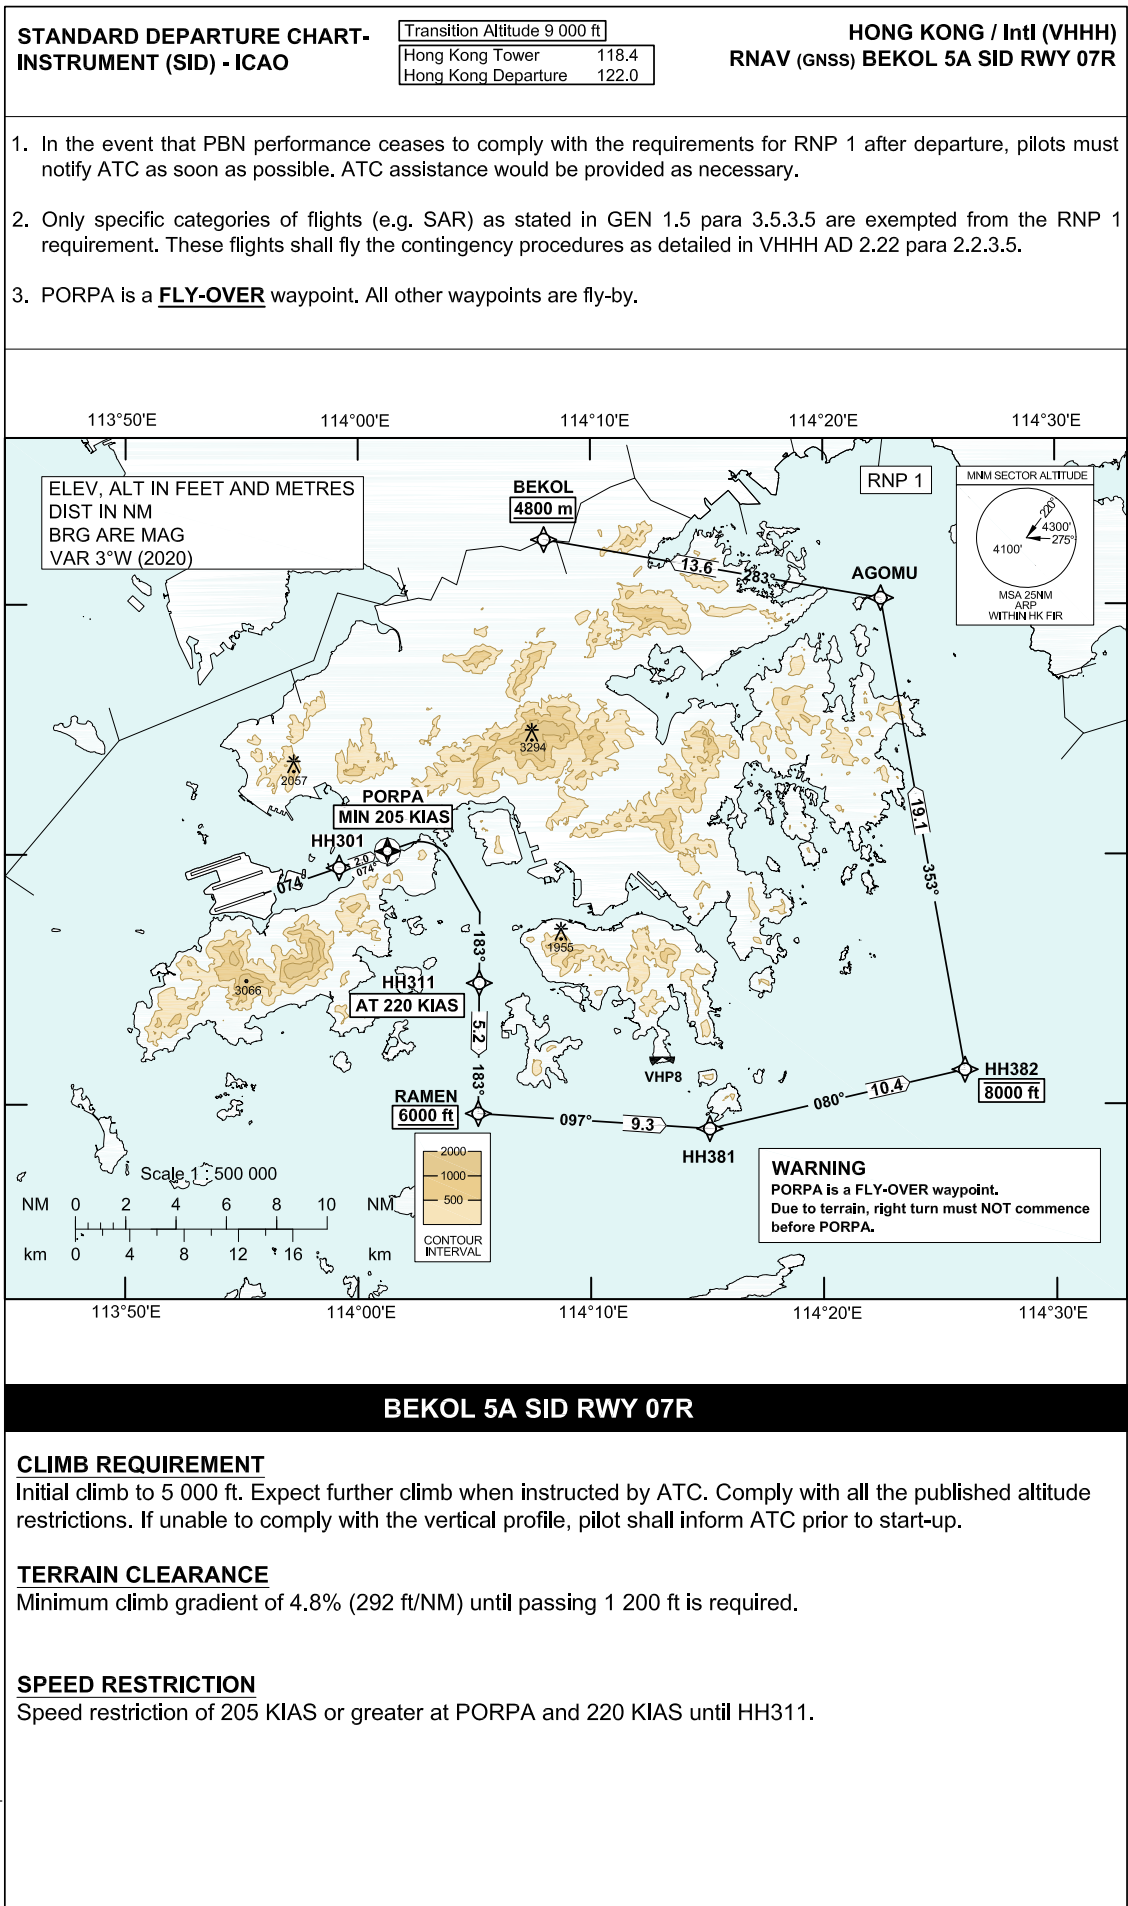 STANDARD DEPARTURE CHART-
INSTRUMENT (SID) - ICAO
Transition Altitude 9 000 ft
Hong Kong Tower 118.4
Hong Kong Departure 122.0
HONG KONG / Intl (VHHH)
RNAV (GNSS) BEKOL 5A SID RWY 07R
1. In the event that PBN performance ceases to comply with the requirements for RNP 1 after departure, pilots must
notify ATC as soon as possible. ATC assistance would be provided as necessary.
2. Only specific categories of flights (e.g. SAR) as stated in GEN 1.5 para 3.5.3.5 are exempted from the RNP 1
requirement. These flights shall fly the contingency procedures as detailed in VHHH AD 2.22 para 2.2.3.5.
3. PORPA is a FLY-OVER waypoint. All other waypoints are fly-by.
113°50'E 114°00'E 114°10'E 114°20'E 114°30'E
ELEV, ALT IN FEET AND METRES
DIST IN NM
BRG ARE MAG
VAR 3°W (2020)
BEKOL
4800 m
RNP 1
MNM SECTOR ALTITUDE
220°
4300'
275°
4100'
MSA 25NM
ARP
WITHIN HK FIR
13.6
283°
AGOMU
3294
2057
PORPA
MIN 205 KIAS
HH301
2.0
074°
074°
19.1
353°
183°
1955
3066
HH311
AT 220 KIAS
5.2
183°
VHP8
RAMEN
6000 ft
097°
9.3
HH381
080°
10.4
HH382
8000 ft
2000
1000
500
CONTOUR
INTERVAL
Scale 1 : 500 000
NM 0 2 4 6 8 10 NM
km 0 4 8 12 16 km
WARNING
PORPA is a FLY-OVER waypoint.
Due to terrain, right turn must NOT commence
before PORPA.
113°50'E 114°00'E 114°10'E 114°20'E 114°30'E
BEKOL 5A SID RWY 07R
CLIMB REQUIREMENT
Initial climb to 5 000 ft. Expect further climb when instructed by ATC. Comply with all the published altitude
restrictions. If unable to comply with the vertical profile, pilot shall inform ATC prior to start-up.
TERRAIN CLEARANCE
Minimum climb gradient of 4.8% (292 ft/NM) until passing 1 200 ft is required.
SPEED RESTRICTION
Speed restriction of 205 KIAS or greater at PORPA and 220 KIAS until HH311.